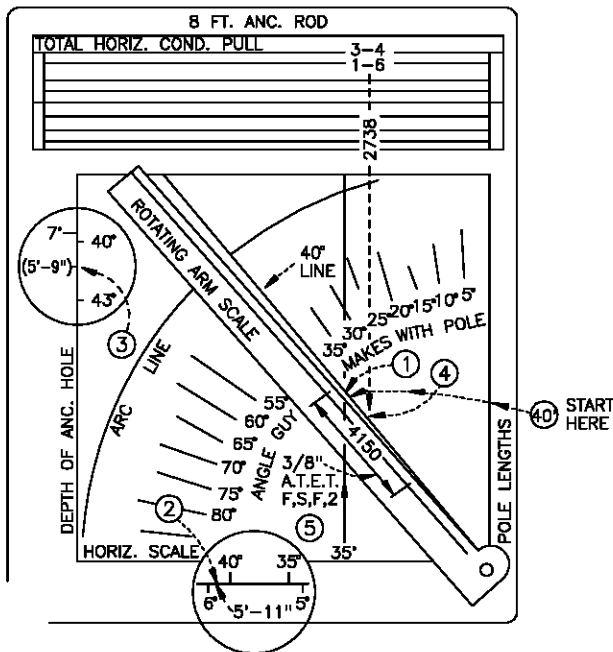 8 FT. ANC. ROD
TOTAL HORIZ. COND. PULL
3-4
1-6
2738
ROTATING ARM SCALE
40°
LINE
7°
40°
(5'-9")
43°
3
35° 30° 25° 20° 15° 10° 5°
MAKES WITH POLE
1
4
40'
START
HERE
ARC LINE
DEPTH OF ANC. HOLE
55°
60°
65°
70°
75°
80°
ANGLE GUY
4150
3/8"
A.T.E.T.
F,S,F,2
5
2
POLE LENGTHS
HORIZ. SCALE
35°
40° 35°
6° 5'-11" 5°